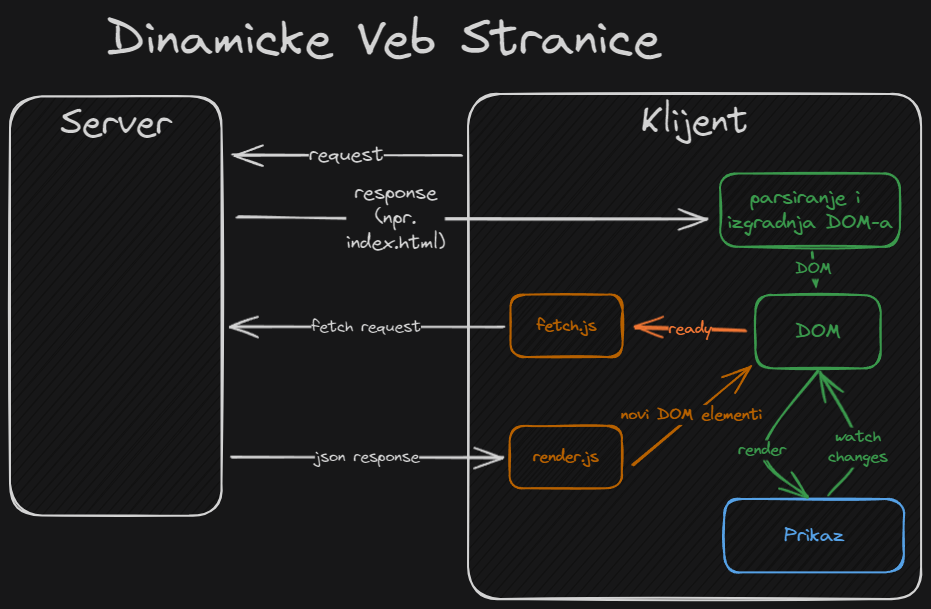 Dinamicke Veb Stranice
Server
Klijent
request
response
(npr.
index.html)
parsiranje i
izgradnja DOM-a
DOM
fetch request
fetch.js
ready
DOM
novi DOM elementi
json response
render.js
render
watch
changes
Prikaz